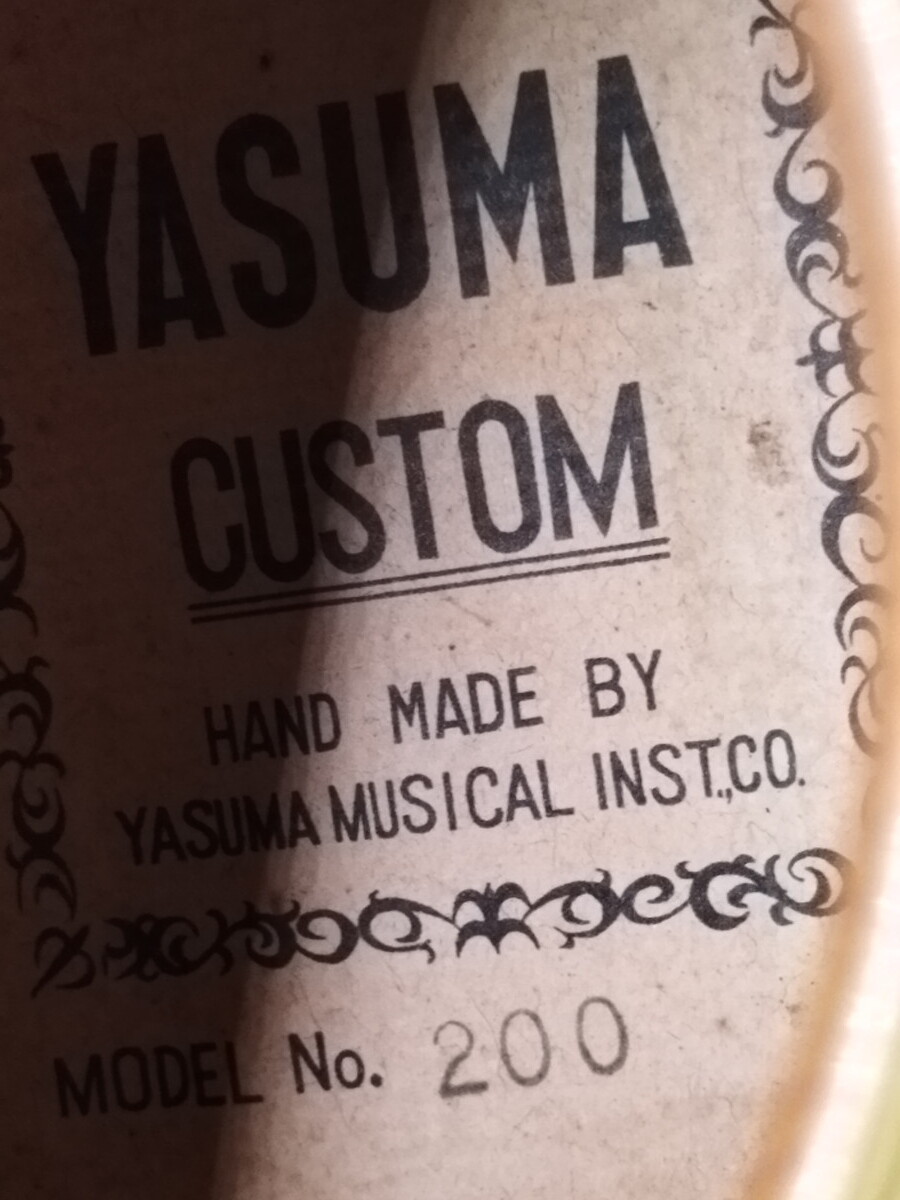 YASUMA
CUSTOM
HAND MADE BY
YASUMA MUSICAL INST.,CO.
MODEL No. 200